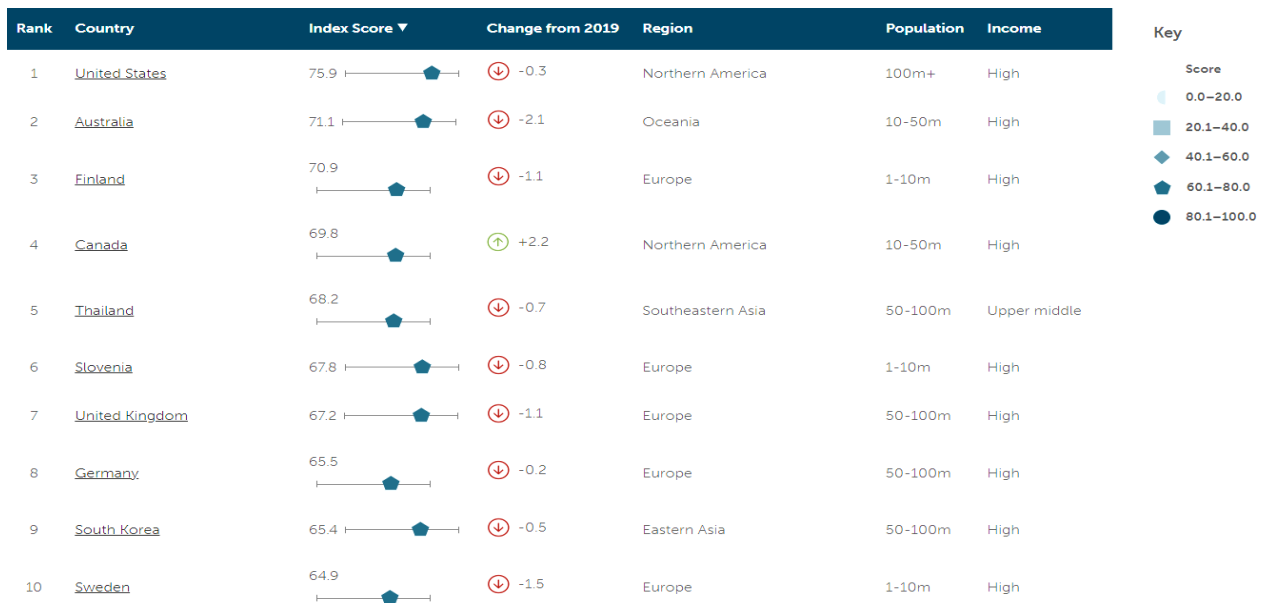 Rank Country Index Score ▼ Change from 2019 Region Population Income
1 United States 75.9 -0.3 Northern America 100m+ High
2 Australia 71.1 -2.1 Oceania 10-50m High
3 Finland 70.9 -1.1 Europe 1-10m High
4 Canada 69.8 +2.2 Northern America 10-50m High
5 Thailand 68.2 -0.7 Southeastern Asia 50-100m Upper middle
6 Slovenia 67.8 -0.8 Europe 1-10m High
7 United Kingdom 67.2 -1.1 Europe 50-100m High
8 Germany 65.5 -0.2 Europe 50-100m High
9 South Korea 65.4 -0.5 Eastern Asia 50-100m High
10 Sweden 64.9 -1.5 Europe 1-10m High
Key
Score
0.0–20.0
20.1–40.0
40.1–60.0
60.1–80.0
80.1–100.0